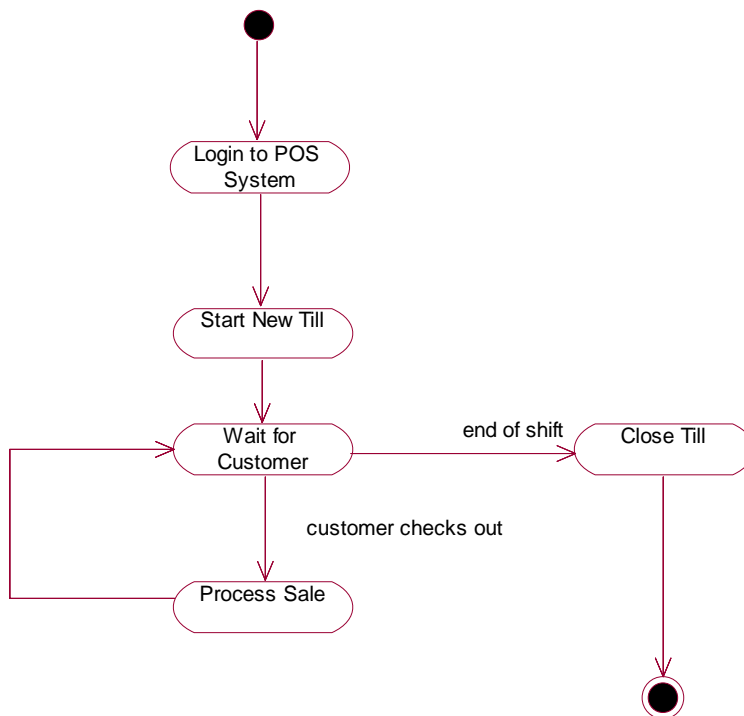 Login to POS
System
Start New Till
Wait for
Customer
end of shift
Close Till
customer checks out
Process Sale